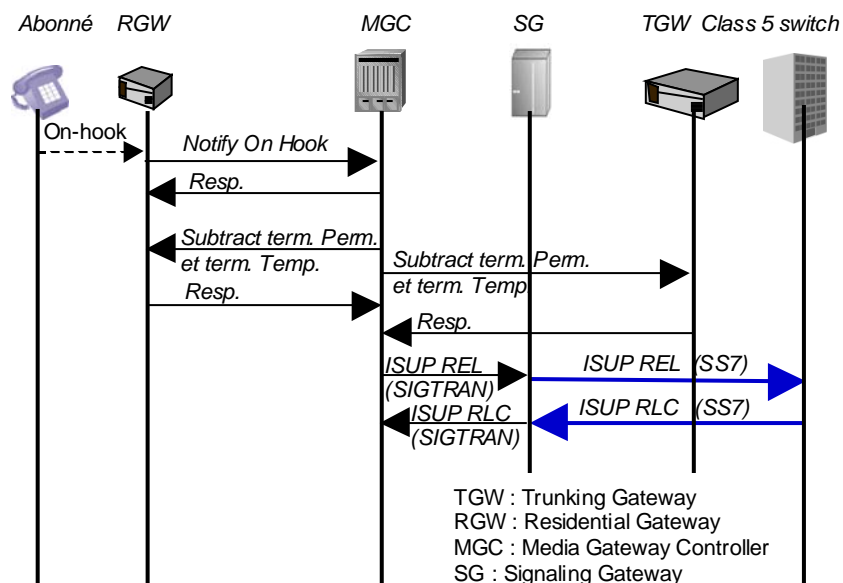 Abonné RGW MGC SG TGW Class 5 switch
On-hook
Notify On Hook
Resp.
Subtract term. Perm.
et term. Temp.
Subtract term. Perm.
et term. Temp
Resp.
Resp.
ISUP REL
(SIGTRAN)
ISUP REL (SS7)
ISUP RLC
(SIGTRAN)
ISUP RLC (SS7)
TGW : Trunking Gateway
RGW : Residential Gateway
MGC : Media Gateway Controller
SG : Signaling Gateway